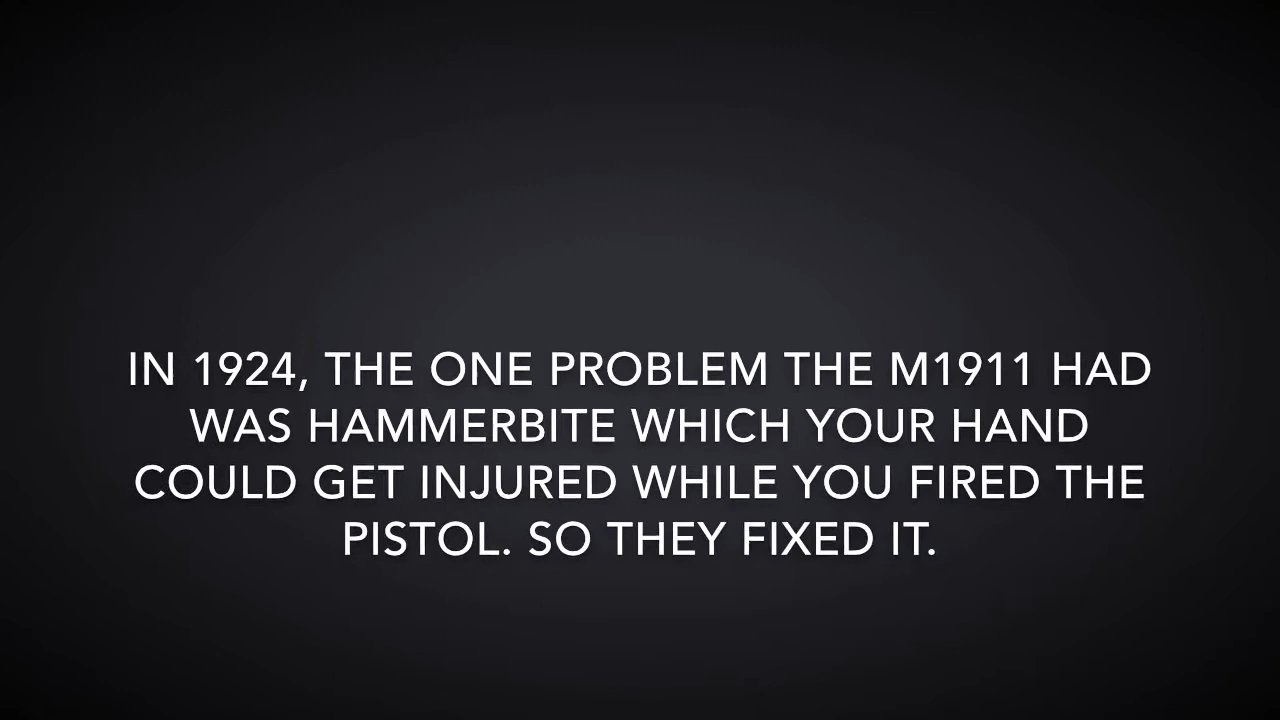 IN 1924, THE ONE PROBLEM THE M1911 HAD
WAS HAMMERBITE WHICH YOUR HAND
COULD GET INJURED WHILE YOU FIRED THE
PISTOL. SO THEY FIXED IT.